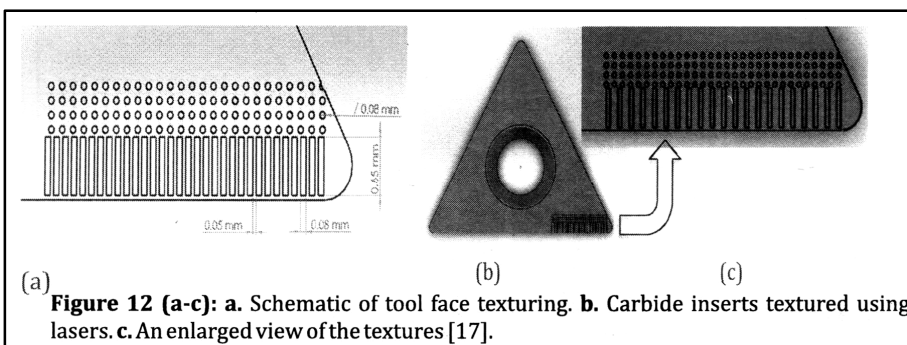 / 0.08 mm
0.65 mm
0.05 mm
0.08 mm
(a)
(b)
(c)
Figure 12 (a-c): a. Schematic of tool face texturing. b. Carbide inserts textured using
lasers. c. An enlarged view of the textures [17].